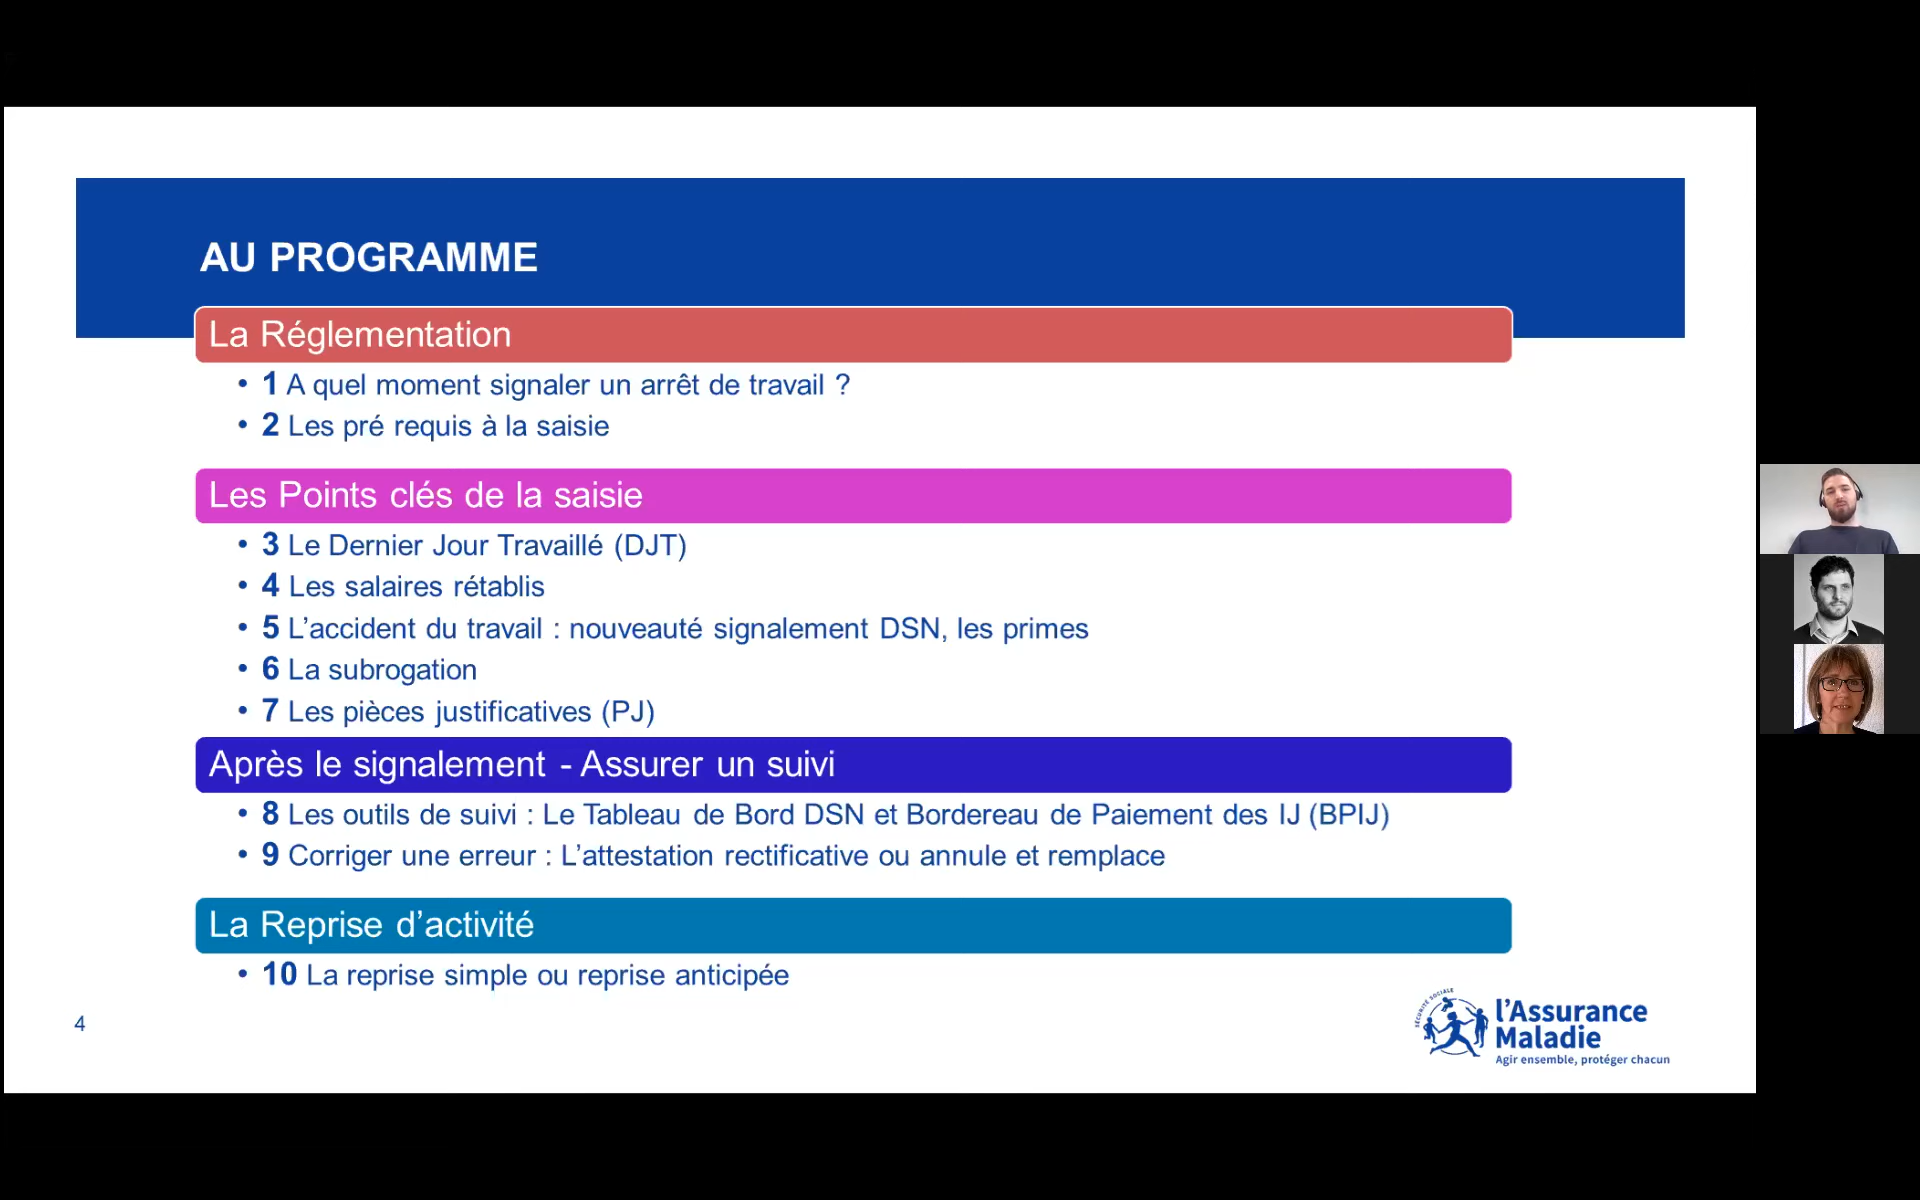 AU PROGRAMME
La Réglementation
• 1 A quel moment signaler un arrêt de travail ?
• 2 Les pré requis à la saisie
Les Points clés de la saisie
• 3 Le Dernier Jour Travaillé (DJT)
• 4 Les salaires rétablis
• 5 L’accident du travail : nouveauté signalement DSN, les primes
• 6 La subrogation
• 7 Les pièces justificatives (PJ)
Après le signalement - Assurer un suivi
• 8 Les outils de suivi : Le Tableau de Bord DSN et Bordereau de Paiement des IJ (BPIJ)
• 9 Corriger une erreur : L’attestation rectificative ou annule et remplace
La Reprise d’activité
• 10 La reprise simple ou reprise anticipée
4
SÉCURITÉ SOCIALE
l’Assurance
Maladie
Agir ensemble, protéger chacun